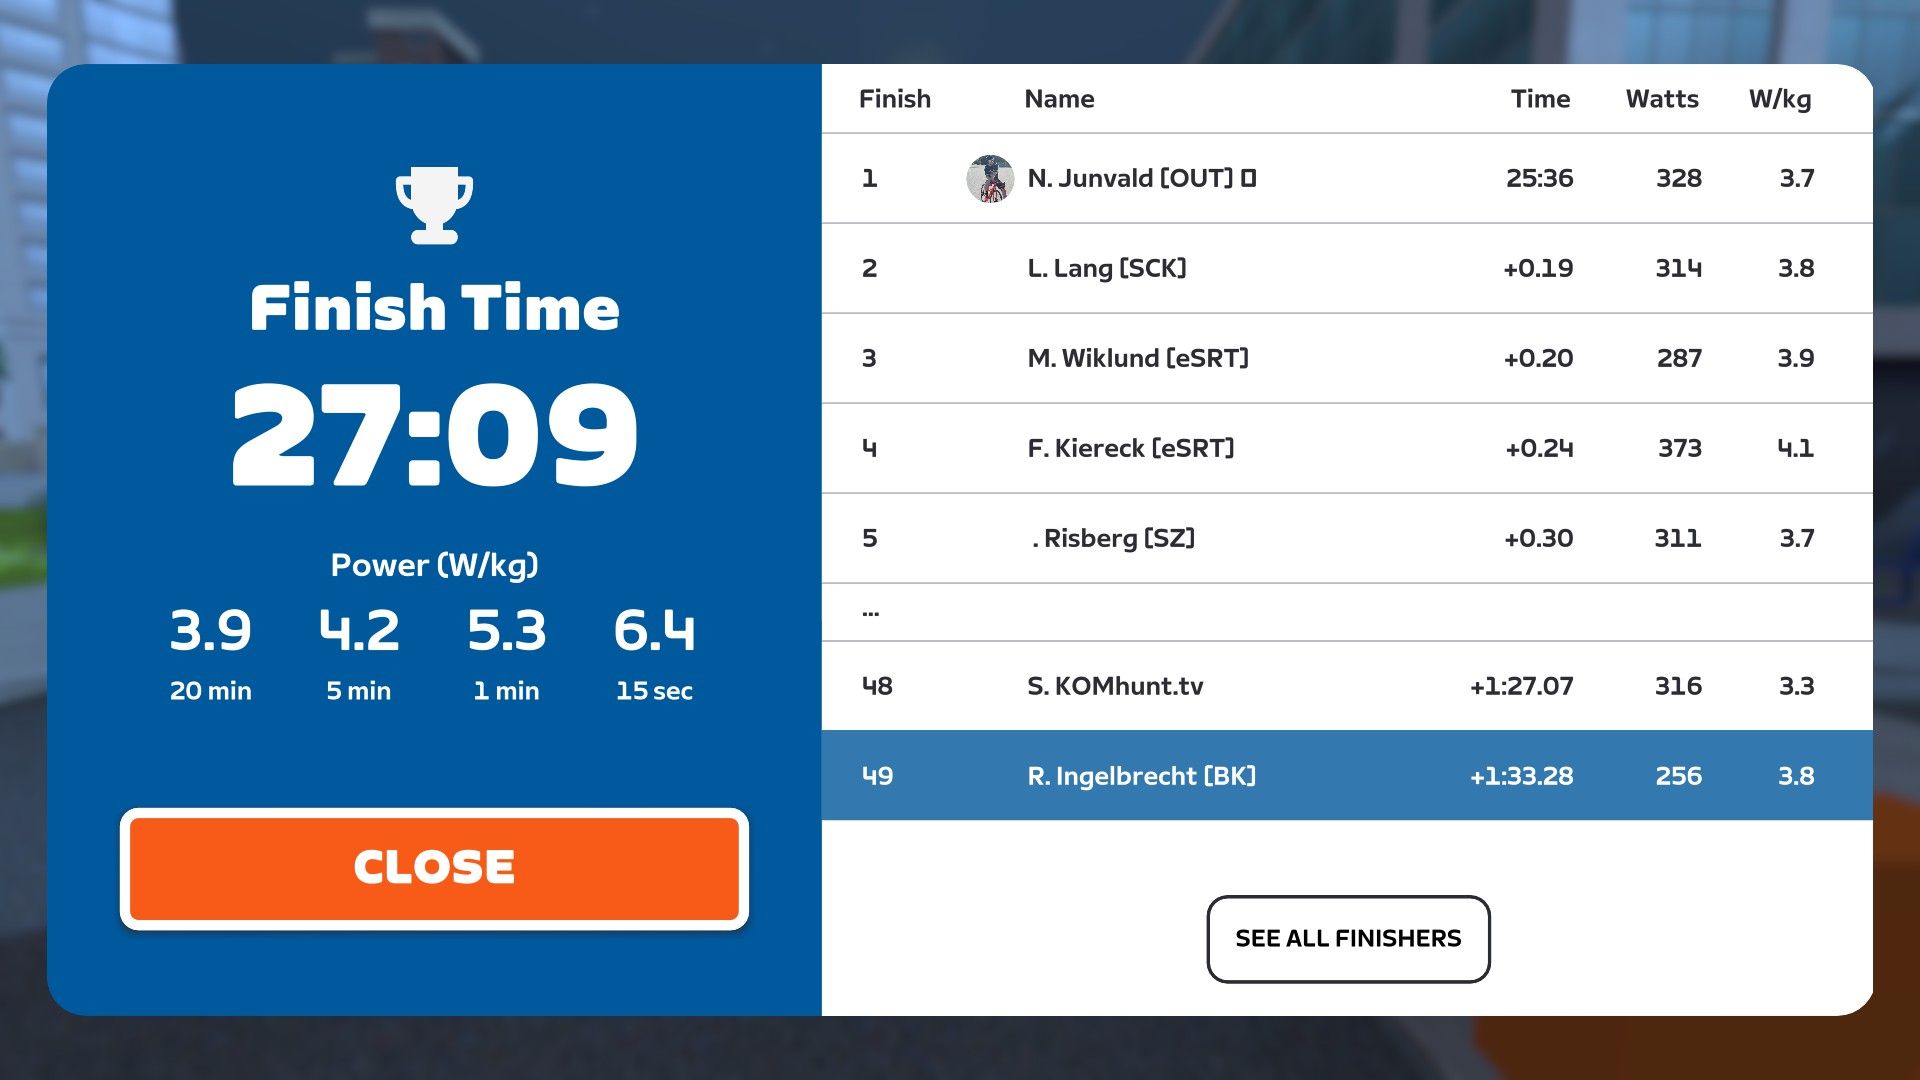 Finish Time
27:09
Power (W/kg)
3.9 4.2 5.3 6.4
20 min 5 min 1 min 15 sec
CLOSE
Finish Name Time Watts W/kg
1 N. Junvald [OUT] 25:36 328 3.7
2 L. Lang [SCK] +0.19 314 3.8
3 M. Wiklund [eSRT] +0.20 287 3.9
4 F. Kiereck [eSRT] +0.24 373 4.1
5 . Risberg [SZ] +0.30 311 3.7
...
48 S. KOMhunt.tv +1:27.07 316 3.3
49 R. Ingelbrecht [BK] +1:33.28 256 3.8
SEE ALL FINISHERS